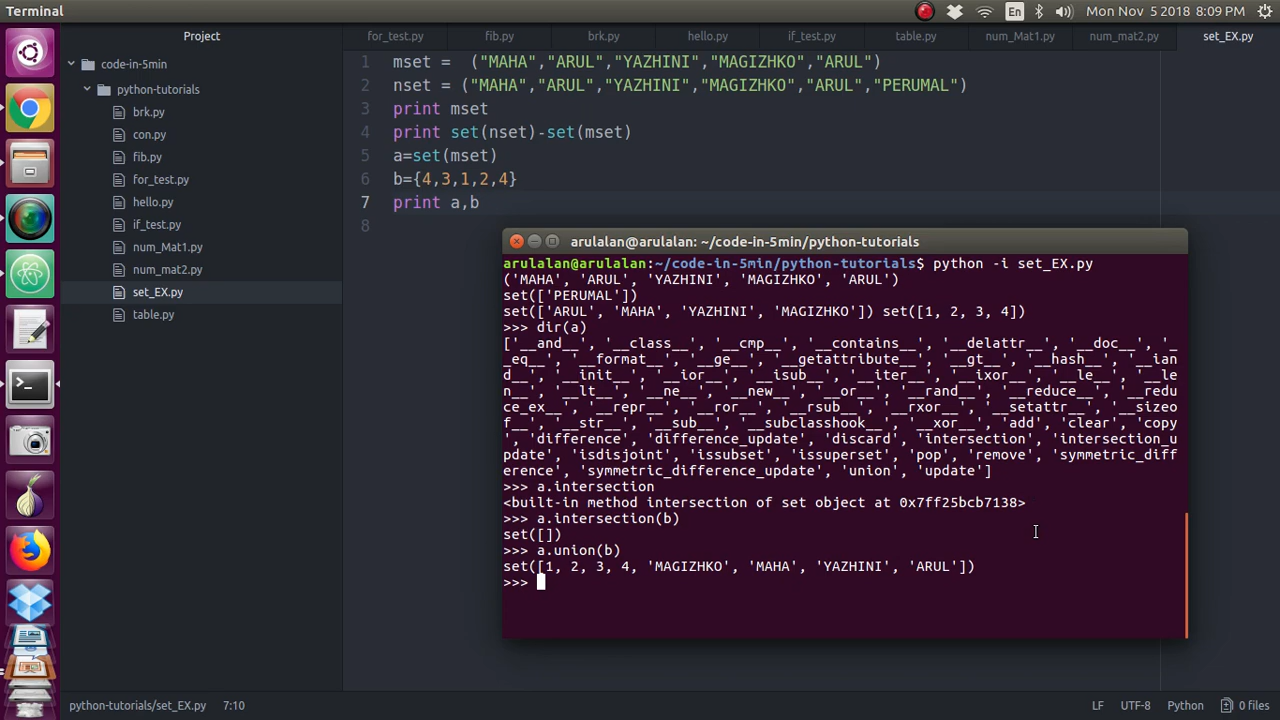 Terminal
En
Mon Nov 5 2018 8:09 PM
Project
for_test.py
fib.py
brk.py
hello.py
if_test.py
table.py
num_Mat1.py
num_mat2.py
set_EX.py
code-in-5min
python-tutorials
brk.py
con.py
fib.py
for_test.py
hello.py
if_test.py
num_Mat1.py
num_mat2.py
set_EX.py
table.py
1 mset =  ("MAHA","ARUL","YAZHINI","MAGIZHKO","ARUL")
2 nset = ("MAHA","ARUL","YAZHINI","MAGIZHKO","ARUL","PERUMAL")
3 print mset
4 print set(nset)-set(mset)
5 a=set(mset)
6 b={4,3,1,2,4}
7 print a,b
8
arulalan@arulalan: ~/code-in-5min/python-tutorials
arulalan@arulalan:~/code-in-5min/python-tutorials$ python -i set_EX.py
('MAHA', 'ARUL', 'YAZHINI', 'MAGIZHKO', 'ARUL')
set(['PERUMAL'])
set(['ARUL', 'MAHA', 'YAZHINI', 'MAGIZHKO']) set([1, 2, 3, 4])
>>> dir(a)
['__and__', '__class__', '__cmp__', '__contains__', '__delattr__', '__doc__', '_
_eq__', '__format__', '__ge__', '__getattribute__', '__gt__', '__hash__', '__ian
d__', '__init__', '__ior__', '__isub__', '__iter__', '__ixor__', '__le__', '__le
n__', '__lt__', '__ne__', '__new__', '__or__', '__rand__', '__reduce__', '__redu
ce_ex__', '__repr__', '__ror__', '__rsub__', '__rxor__', '__setattr__', '__sizeo
f__', '__str__', '__sub__', '__subclasshook__', '__xor__', 'add', 'clear', 'copy
', 'difference', 'difference_update', 'discard', 'intersection', 'intersection_u
pdate', 'isdisjoint', 'issubset', 'issuperset', 'pop', 'remove', 'symmetric_diff
erence', 'symmetric_difference_update', 'union', 'update']
>>> a.intersection
<built-in method intersection of set object at 0x7ff25bcb7138>
>>> a.intersection(b)
set([])
>>> a.union(b)
set([1, 2, 3, 4, 'MAGIZHKO', 'MAHA', 'YAZHINI', 'ARUL'])
>>>
python-tutorials/set_EX.py 7:10
LF UTF-8 Python 0 files